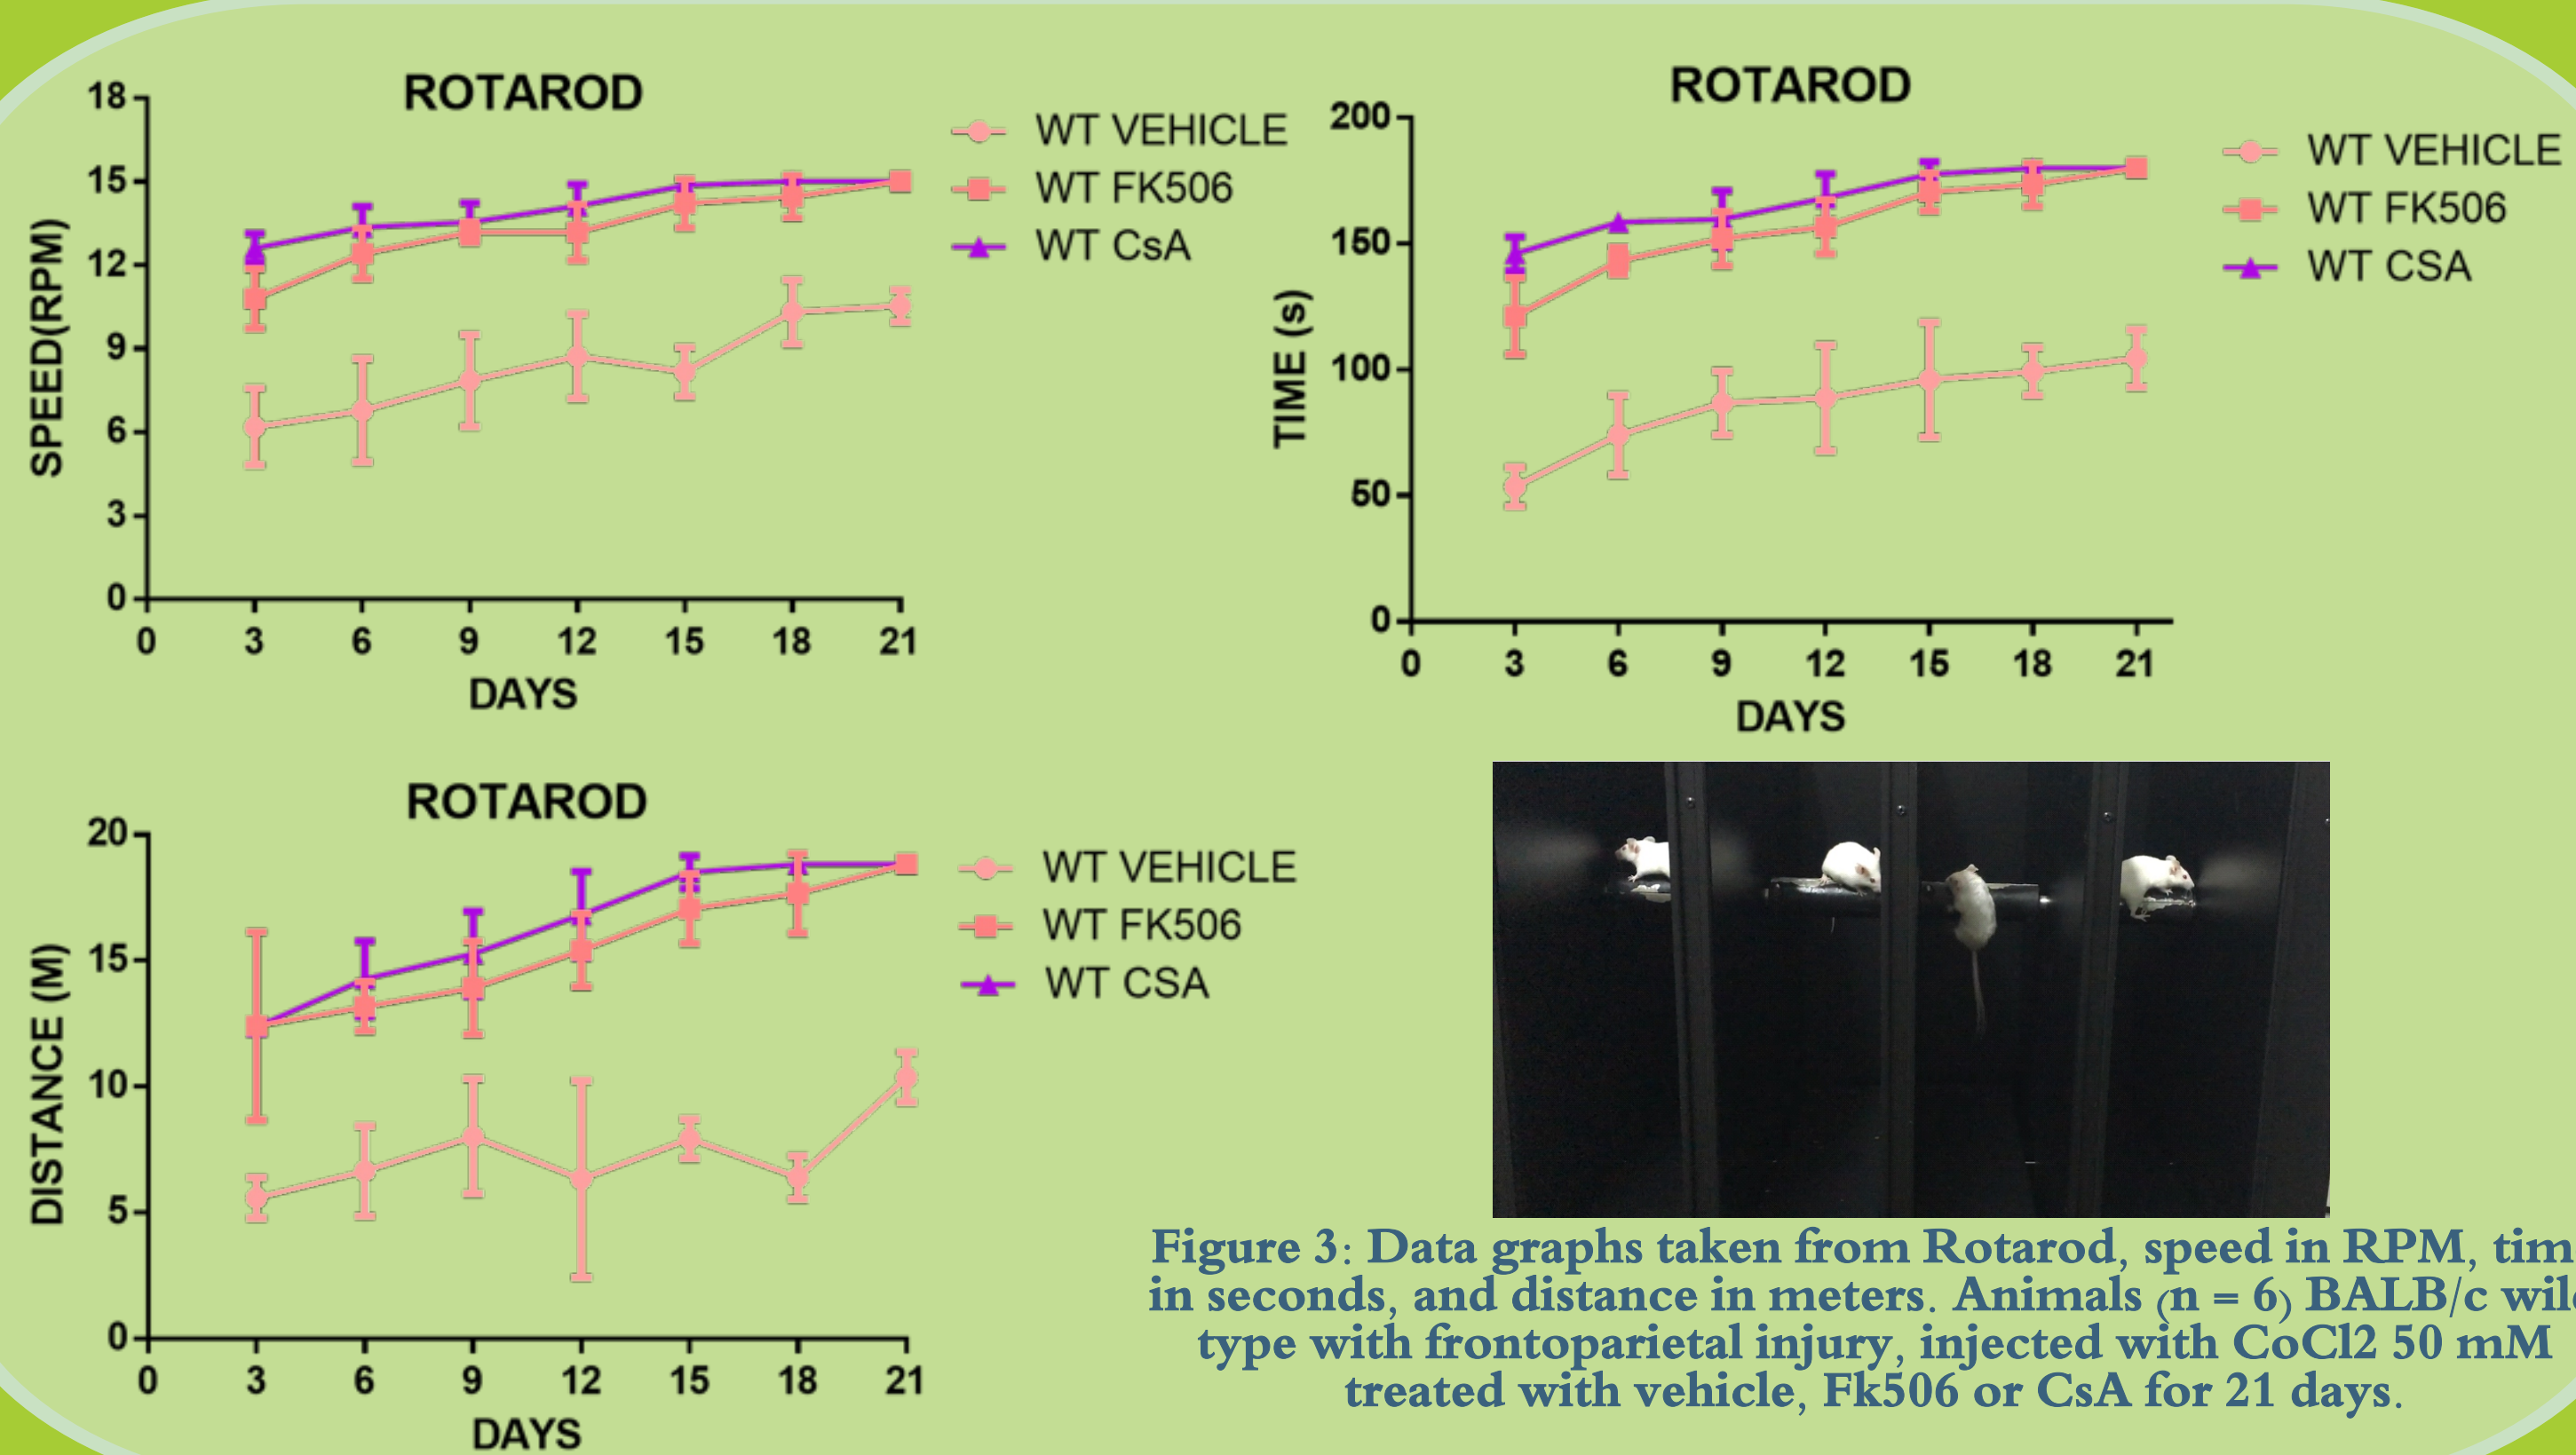 ROTAROD
18
15
12
9
6
3
0
SPEED(RPM)
0 3 6 9 12 15 18 21
DAYS
WT VEHICLE
WT FK506
WT CsA
ROTAROD
200
150
100
50
0
TIME (s)
0 3 6 9 12 15 18 21
DAYS
WT VEHICLE
WT FK506
WT CSA
ROTAROD
20
15
10
5
0
DISTANCE (M)
0 3 6 9 12 15 18 21
DAYS
WT VEHICLE
WT FK506
WT CSA
Figure 3: Data graphs taken from Rotarod, speed in RPM, tim
in seconds, and distance in meters. Animals (n = 6) BALB/c wil
type with frontoparietal injury, injected with CoCl2 50 mM
treated with vehicle, Fk506 or CsA for 21 days.